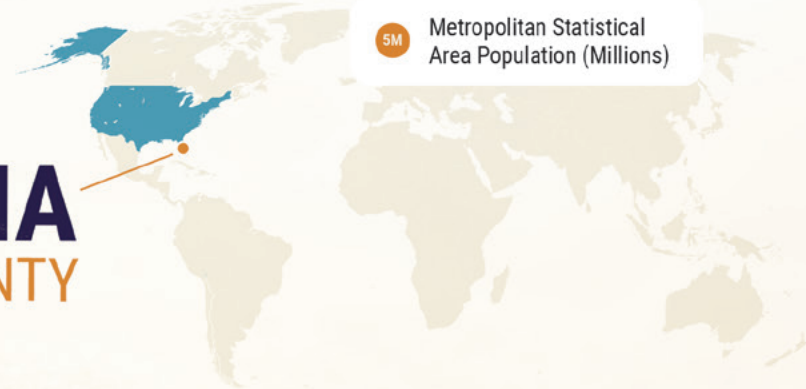 5M
Metropolitan Statistical
Area Population (Millions)
IA
NTY